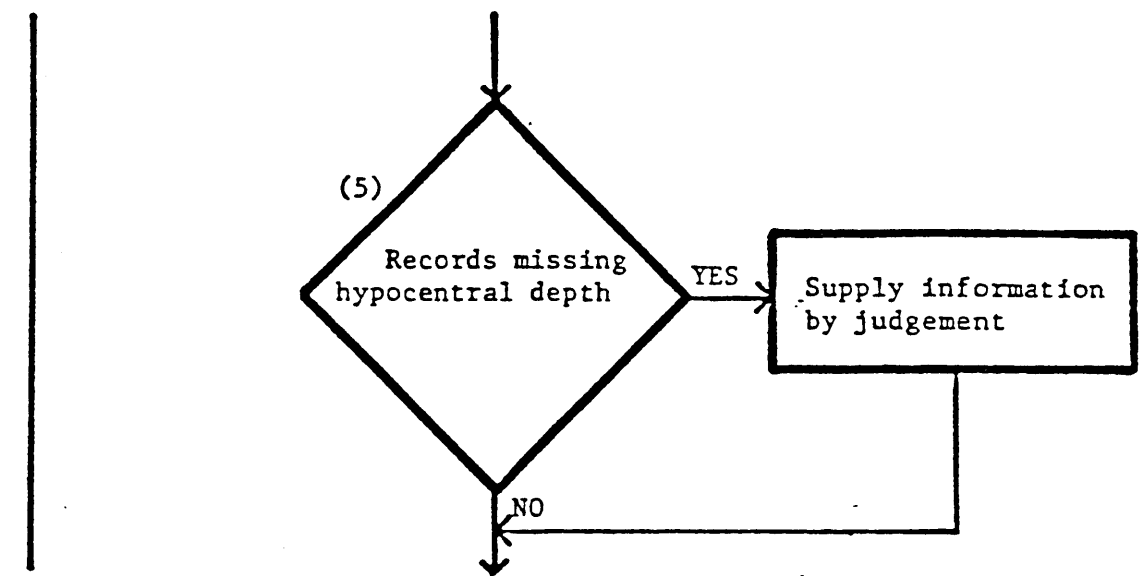 (5)
Records missing
hypocentral depth
YES
Supply information
by judgement
NO